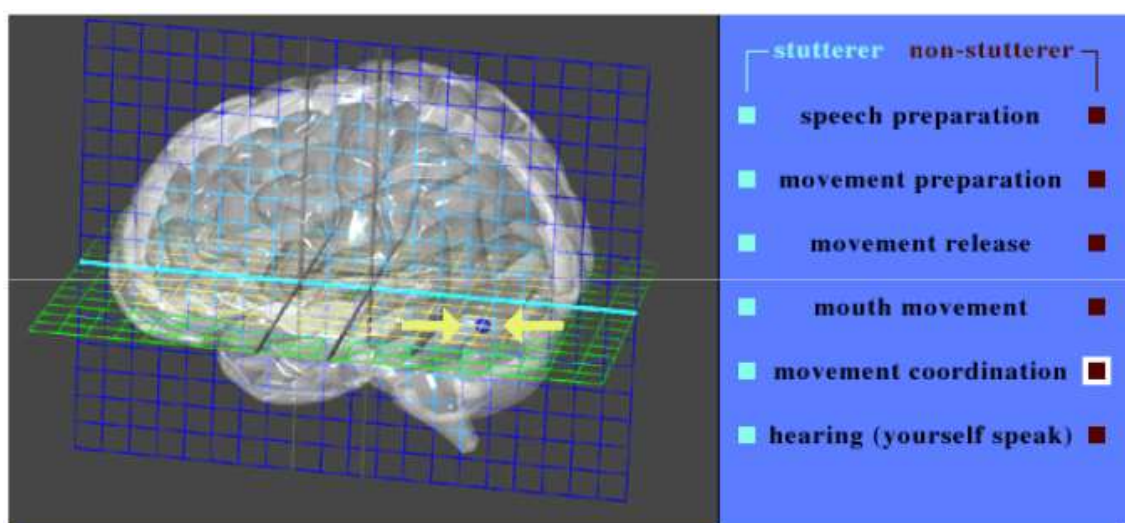 stutterer non-stutterer
speech preparation
movement preparation
movement release
mouth movement
movement coordination
hearing (yourself speak)